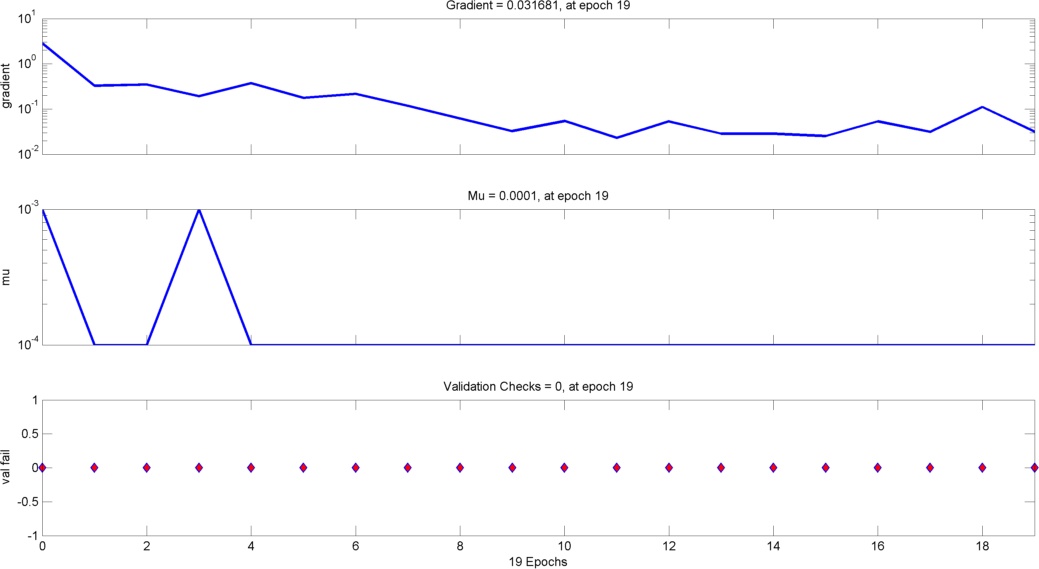 Gradient = 0.031681, at epoch 19
10^1
10^0
10^-1
10^-2
gradient
Mu = 0.0001, at epoch 19
10^-3
10^-4
mu
Validation Checks = 0, at epoch 19
1
0.5
0
-0.5
-1
val fail
0 2 4 6 8 10 12 14 16 18
19 Epochs